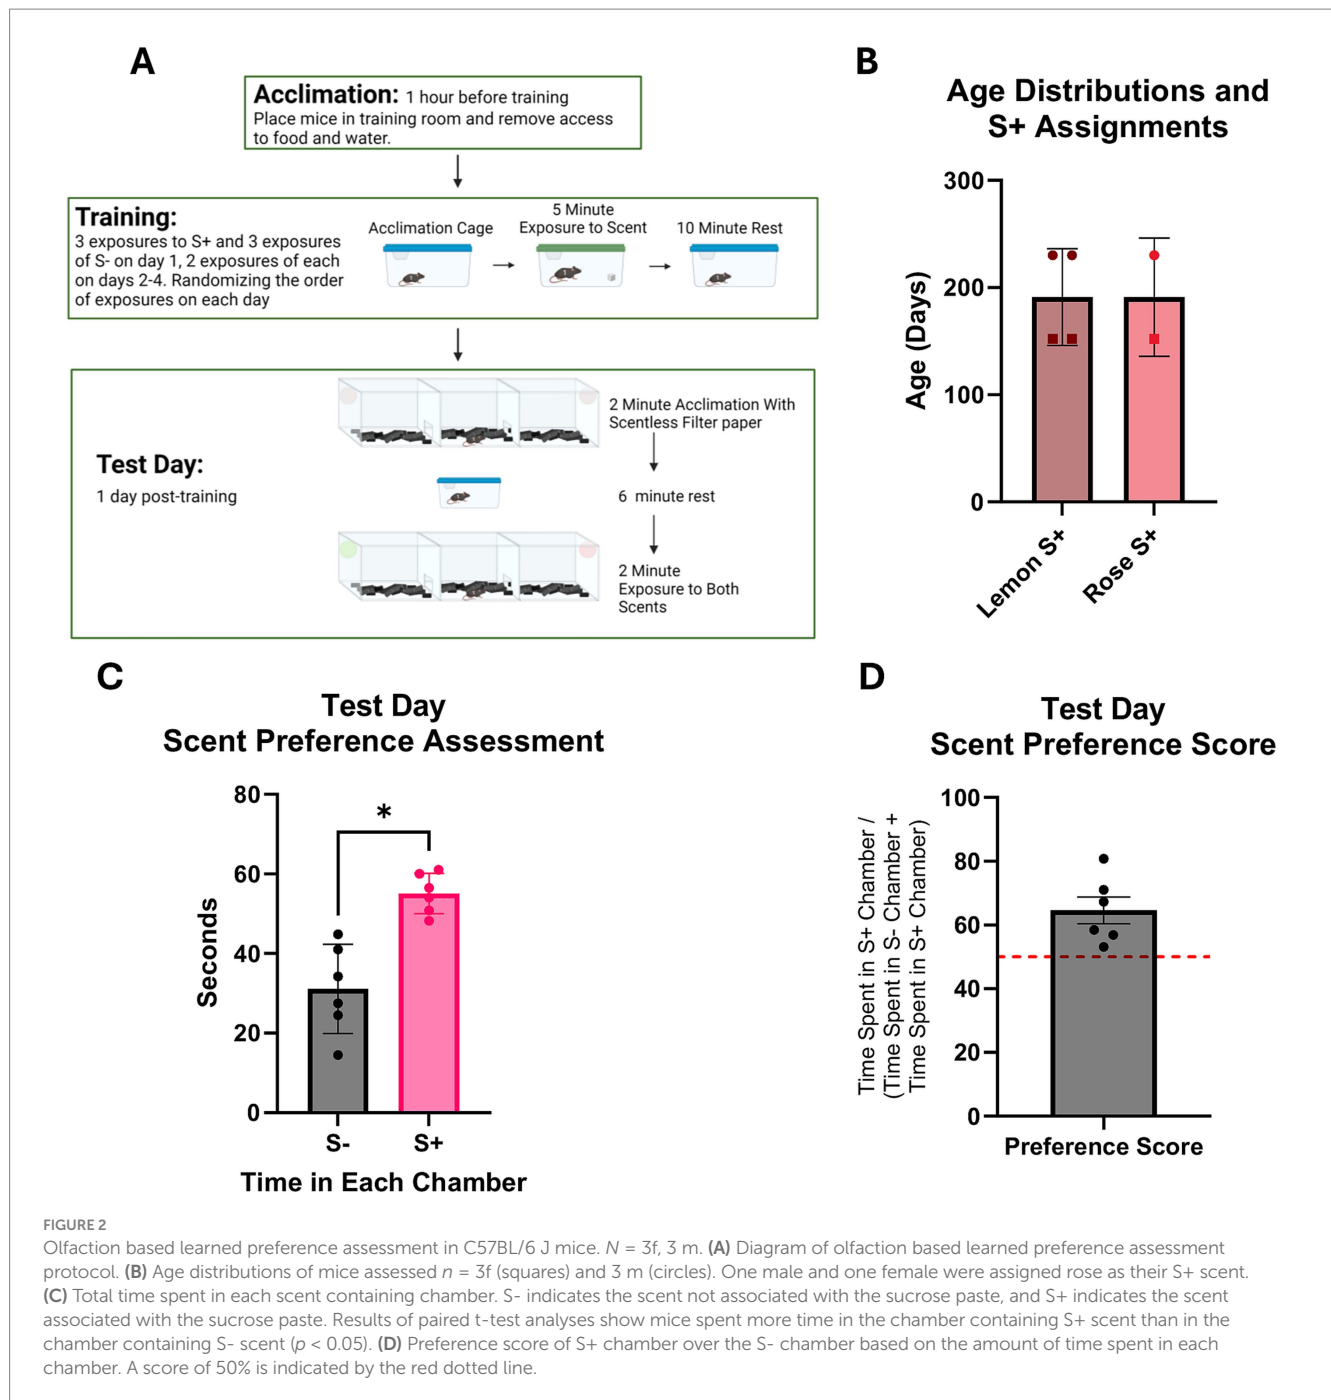 A
Acclimation: 1 hour before training
Place mice in training room and remove access
to food and water.
Training:
3 exposures to S+ and 3 exposures
of S- on day 1, 2 exposures of each
on days 2-4. Randomizing the order
of exposures on each day
Acclimation Cage
5 Minute
Exposure to Scent
10 Minute Rest
Test Day:
1 day post-training
2 Minute Acclimation With
Scentless Filter paper
6 minute rest
2 Minute
Exposure to Both
Scents
B
Age Distributions and
S+ Assignments
Age (Days)
300
200
100
0
Lemon S+
Rose S+
C
Test Day
Scent Preference Assessment
Seconds
80
60
40
20
0
*
S-
S+
Time in Each Chamber
D
Test Day
Scent Preference Score
Time Spent in S+ Chamber /
(Time Spent in S- Chamber +
Time Spent in S+ Chamber)
100
80
60
40
20
0
Preference Score
FIGURE 2
Olfaction based learned preference assessment in C57BL/6 J mice. N = 3f, 3 m. (A) Diagram of olfaction based learned preference assessment
protocol. (B) Age distributions of mice assessed n = 3f (squares) and 3 m (circles). One male and one female were assigned rose as their S+ scent.
(C) Total time spent in each scent containing chamber. S- indicates the scent not associated with the sucrose paste, and S+ indicates the scent
associated with the sucrose paste. Results of paired t-test analyses show mice spent more time in the chamber containing S+ scent than in the
chamber containing S- scent (p < 0.05). (D) Preference score of S+ chamber over the S- chamber based on the amount of time spent in each
chamber. A score of 50% is indicated by the red dotted line.